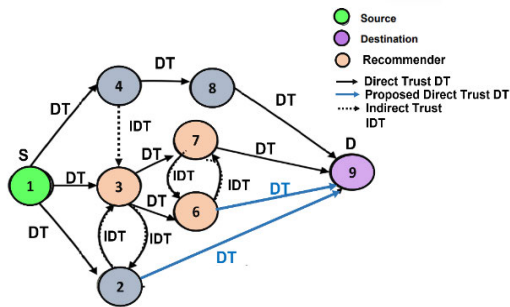 Source
Destination
Recommender
Direct Trust DT
Proposed Direct Trust DT
Indirect Trust
IDT
4
DT
8
DT
DT
IDT
7
D
S
DT
DT
9
1
DT
3
IDT
IDT
DT
DT
6
DT
IDT
IDT
DT
2